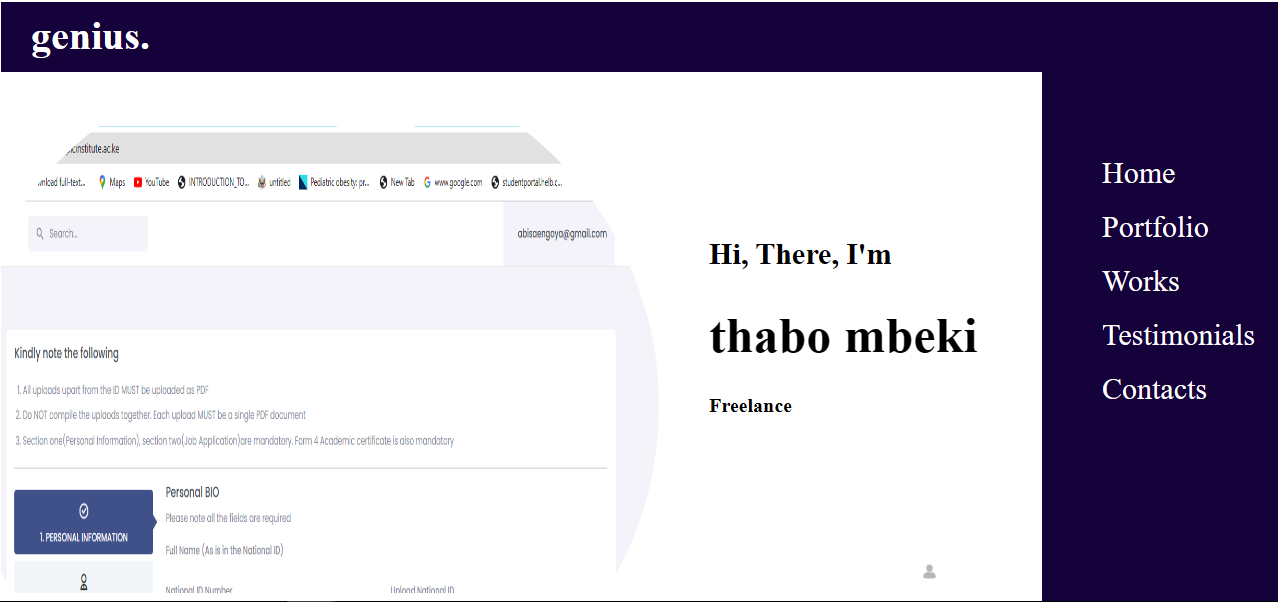 genius.
institute.ac.ke
full-text... Maps YouTube INTRODUCTION_TO... untitled Pediatric obesity: pr... New Tab www.google.com studentportal.helb.c...
Search...
abisaengoya@gmail.com
Kindly note the following
1. All uploads upart from the ID MUST be uploaded as PDF
2. Do NOT compile the uploads together. Each upload MUST be a single PDF document
3. Section one(Personal Information), section two(Job Application)are mandatory. Form 4 Academic certificate is also mandatory
1. PERSONAL INFORMATION
Personal BIO
Please note all the fields are required
Full Name (As is in the National ID)
National ID Number
Upload National ID
Hi, There, I'm
thabo mbeki
Freelance
Home
Portfolio
Works
Testimonials
Contacts